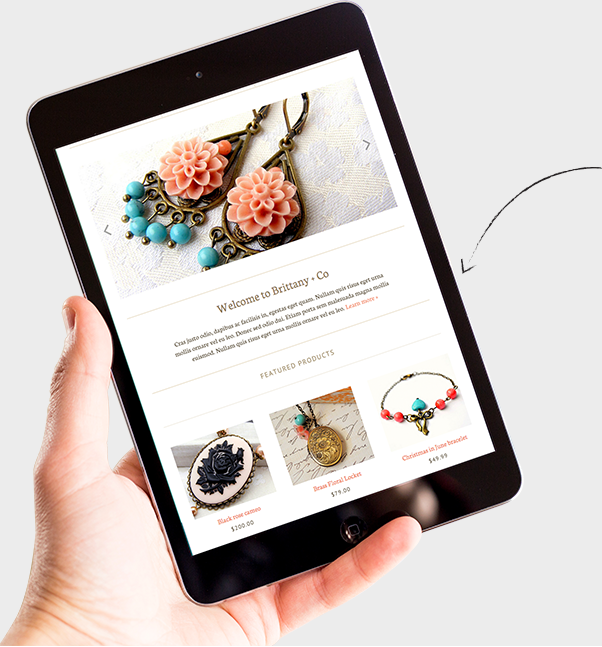 Welcome to Brittany + Co
Cras justo odio, dapibus ac facilisis in, egestas eget quam. Nullam quis risus eget urna
mollis ornare vel eu leo. Donec sed odio dui. Etiam porta sem malesuada magna mollis
euismod. Nullam quis risus eget urna mollis ornare vel eu leo. Learn more »
FEATURED PRODUCTS
Black rose cameo
$200.00
Brass Floral Locket
$79.00
Christmas in June bracelet
$49.99